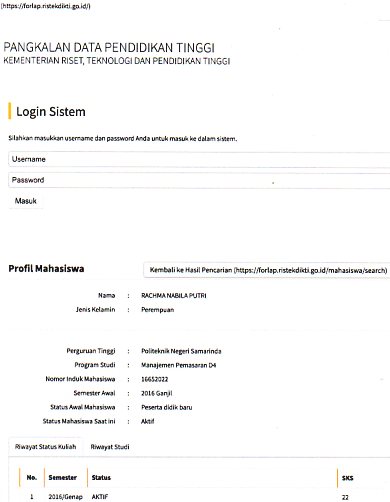 (https://forlap.ristekdikti.go.id/)
PANGKALAN DATA PENDIDIKAN TINGGI
KEMENTERIAN RISET, TEKNOLOGI DAN PENDIDIKAN TINGGI
Login Sistem
Silahkan masukkan username dan password Anda untuk masuk ke dalam sistem.
Username
Password
Masuk
Profil Mahasiswa
Kembali ke Hasil Pencarian (https://forlap.ristekdikti.go.id/mahasiswa/search)
Nama : RACHMA NABILA PUTRI
Jenis Kelamin : Perempuan
Perguruan Tinggi : Politeknik Negeri Samarinda
Program Studi : Manajemen Pemasaran D4
Nomor Induk Mahasiswa : 16652022
Semester Awal : 2016 Ganjil
Status Awal Mahasiswa : Peserta didik baru
Status Mahasiswa Saat ini : Aktif
Riwayat Status Kuliah Riwayat Studi
No. Semester Status SKS
1 2016/Genap AKTIF 22